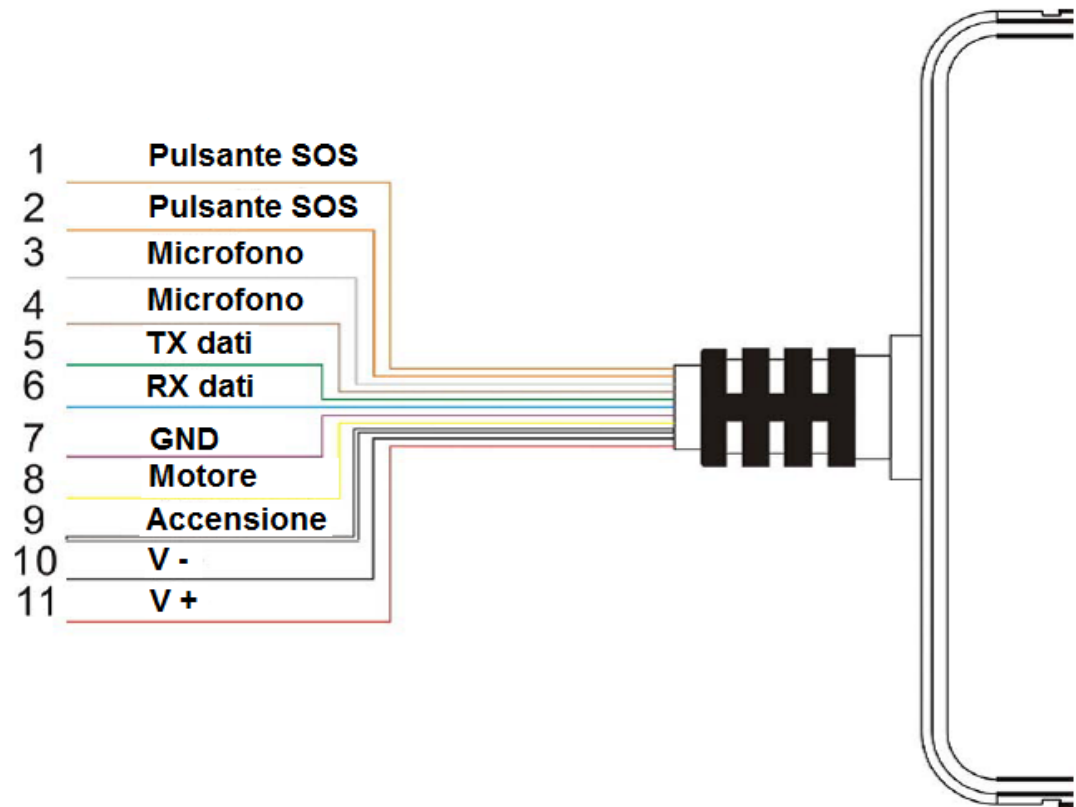 1 Pulsante SOS
2 Pulsante SOS
3 Microfono
4 Microfono
5 TX dati
6 RX dati
7 GND
8 Motore
9 Accensione
10 V -
11 V +